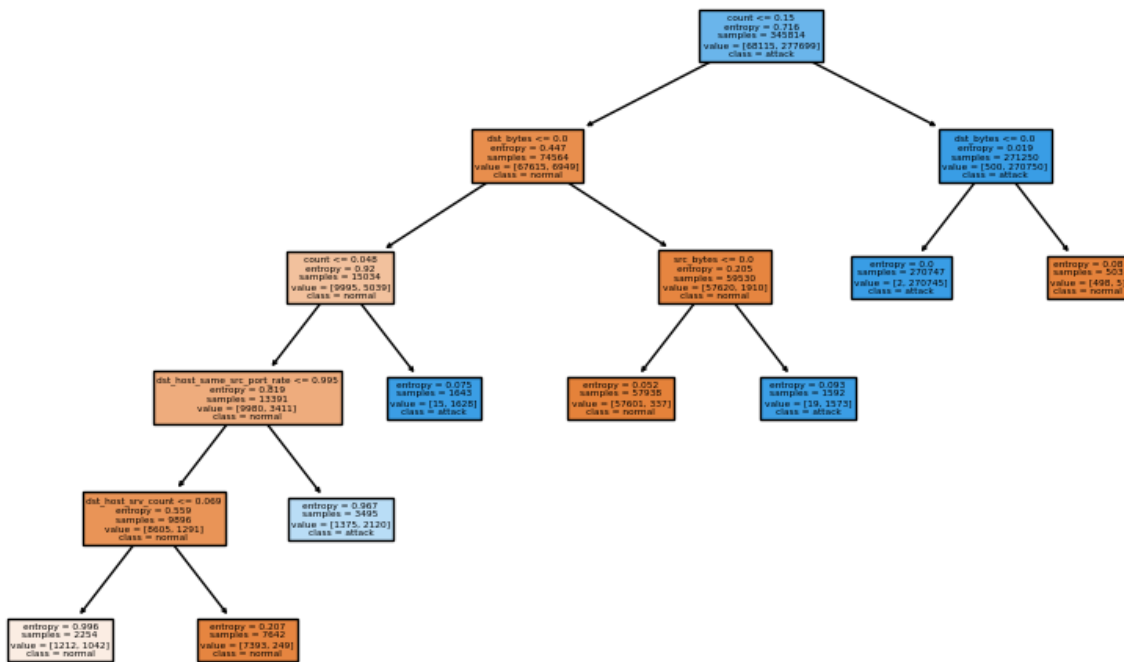 count <= 0.15
entropy = 0.716
samples = 345814
value = [68115, 277699]
class = attack
dst_bytes <= 0.0
entropy = 0.447
samples = 74564
value = [67615, 6949]
class = normal
dst_bytes <= 0.0
entropy = 0.019
samples = 271250
value = [500, 270750]
class = attack
count <= 0.048
entropy = 0.92
samples = 15034
value = [9995, 5039]
class = normal
src_bytes <= 0.0
entropy = 0.205
samples = 59530
value = [57620, 1910]
class = normal
entropy = 0.0
samples = 270747
value = [2, 270745]
class = attack
entropy = 0.08
samples = 503
value = [498, 5
class = normal
dst_host_same_src_port_rate <= 0.995
entropy = 0.819
samples = 13391
value = [9980, 3411]
class = normal
entropy = 0.075
samples = 1643
value = [15, 1628]
class = attack
entropy = 0.052
samples = 57938
value = [57601, 337]
class = normal
entropy = 0.093
samples = 1592
value = [19, 1573]
class = attack
dst_host_srv_count <= 0.069
entropy = 0.559
samples = 9896
value = [8605, 1291]
class = normal
entropy = 0.967
samples = 3495
value = [1375, 2120]
class = attack
entropy = 0.996
samples = 2254
value = [1212, 1042]
class = normal
entropy = 0.207
samples = 7642
value = [7393, 249]
class = normal